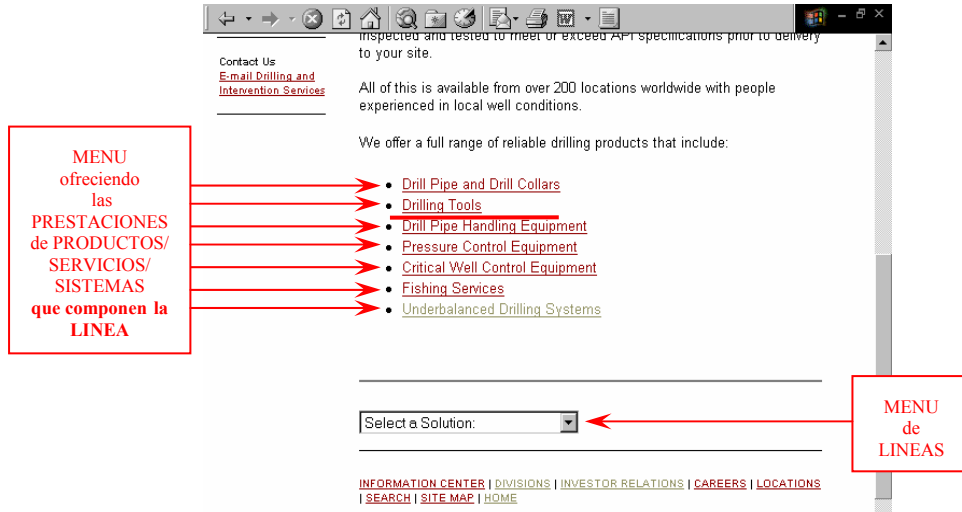 inspected and tested to meet or exceed API specifications prior to delivery
to your site.
Contact Us
E-mail Drilling and
Intervention Services
All of this is available from over 200 locations worldwide with people
experienced in local well conditions.
We offer a full range of reliable drilling products that include:
MENU
ofreciendo
las
PRESTACIONES
de PRODUCTOS/
SERVICIOS/
SISTEMAS
que componen la
LINEA
• Drill Pipe and Drill Collars
• Drilling Tools
• Drill Pipe Handling Equipment
• Pressure Control Equipment
• Critical Well Control Equipment
• Fishing Services
• Underbalanced Drilling Systems
Select a Solution:
MENU
de
LINEAS
INFORMATION CENTER | DIVISIONS | INVESTOR RELATIONS | CAREERS | LOCATIONS
| SEARCH | SITE MAP | HOME